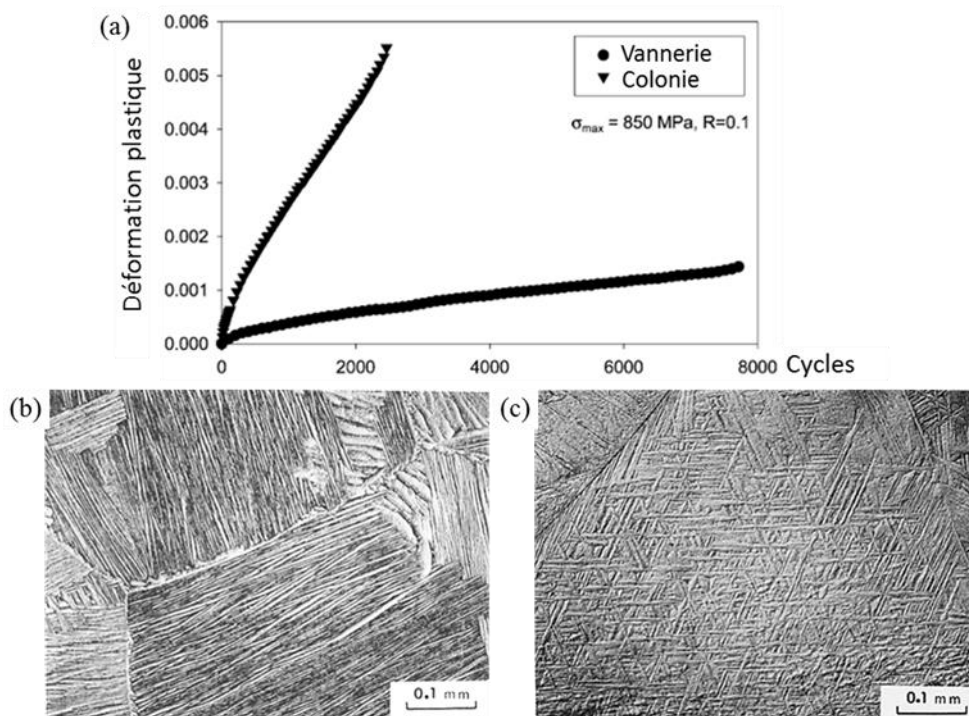 (a)
0.006
0.005
0.004
0.003
0.002
0.001
0.000
Déformation plastique
Vannerie
Colonie
σmax = 850 MPa, R=0.1
0
2000
4000
6000
8000
Cycles
(b)
0.1 mm
(c)
0.1 mm